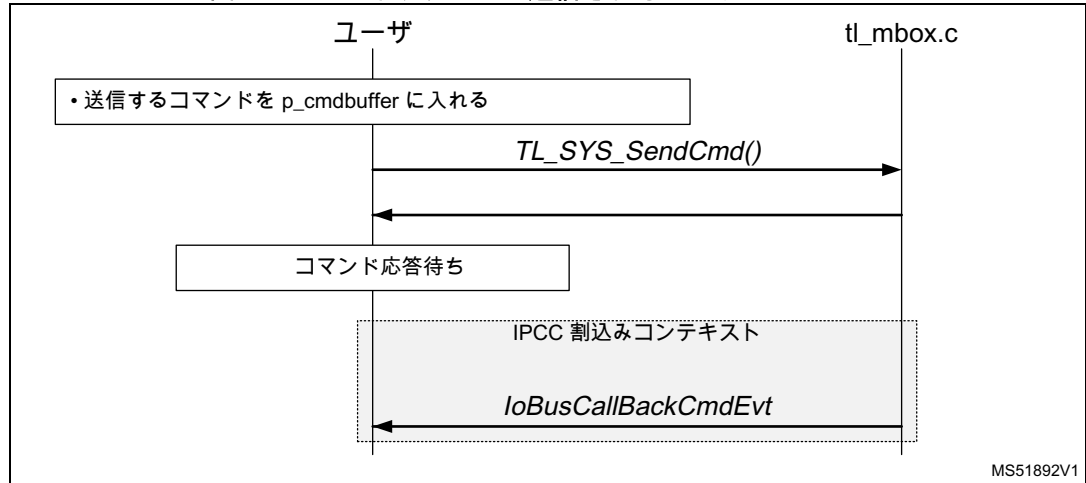 ユーザ
tl_mbox.c
• 送信するコマンドを p_cmdbuffer に入れる
TL_SYS_SendCmd()
コマンド応答待ち
IPCC 割込みコンテキスト
IoBusCallBackCmdEvt
MS51892V1